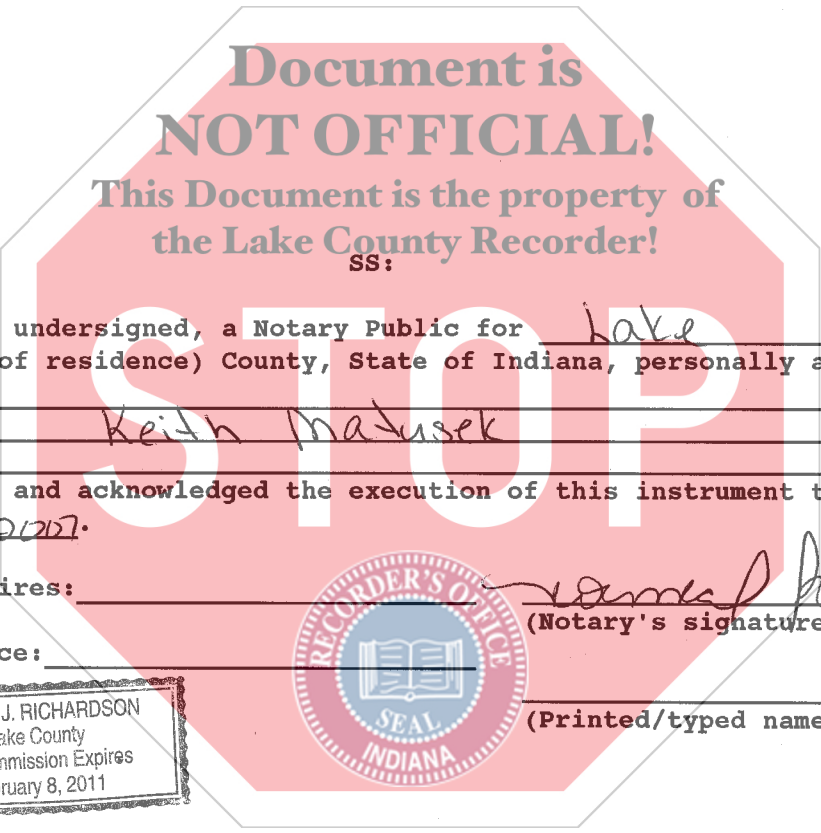 Document is
NOT OFFICIAL!
This Document is the property of
the Lake County Recorder!
SS:
STOP
undersigned, a Notary Public for Lake
of residence) County, State of Indiana, personally a
Keith Matusek
and acknowledged the execution of this instrument t
2007.
ires:
(Notary's signature
ce:
(Printed/typed name
RECORDER'S OFFICE
SEAL
INDIANA
J. RICHARDSON
ake County
mmission Expires
ruary 8, 2011